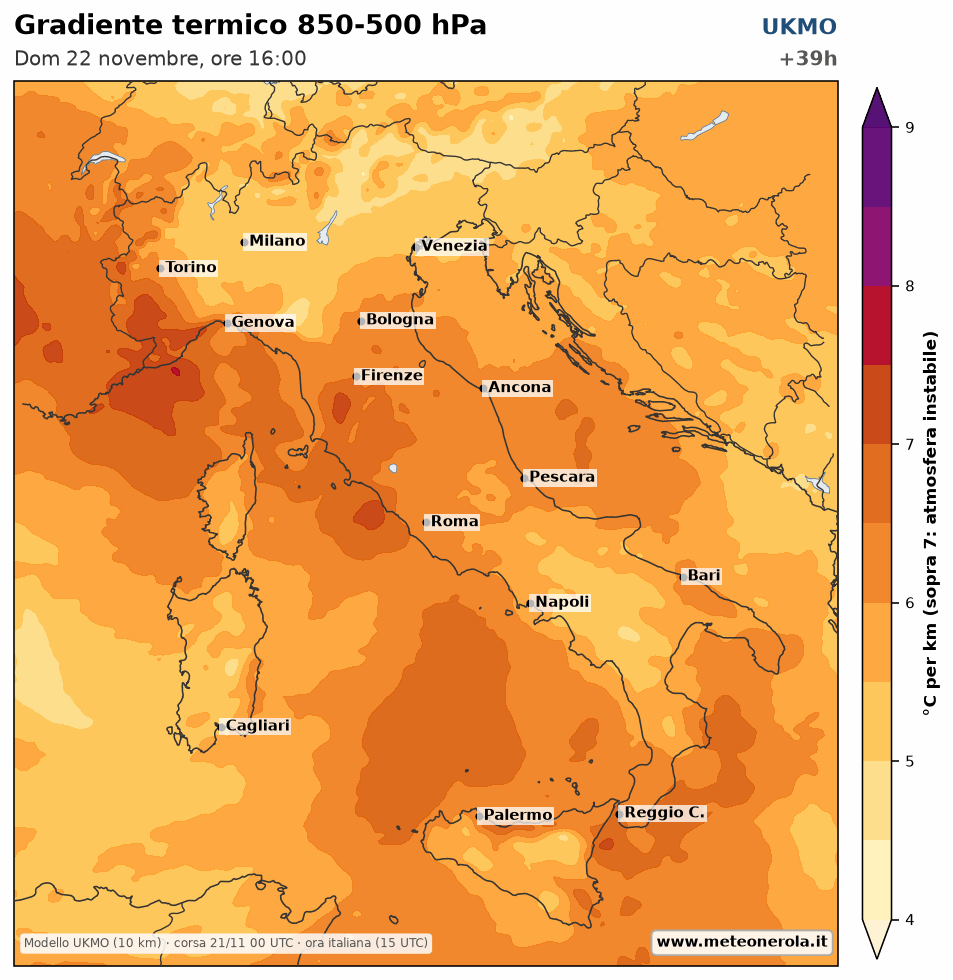 Gradiente termico 850-500 hPa
UKMO
Dom 22 novembre, ore 16:00
+39h
Milano
Venezia
Torino
Genova
Bologna
Firenze
Ancona
Pescara
Roma
Bari
Napoli
Cagliari
Palermo
Reggio C.
9
8
7
6
5
4
°C per km (sopra 7: atmosfera instabile)
Modello UKMO (10 km) · corsa 21/11 00 UTC · ora italiana (15 UTC)
www.meteonerola.it